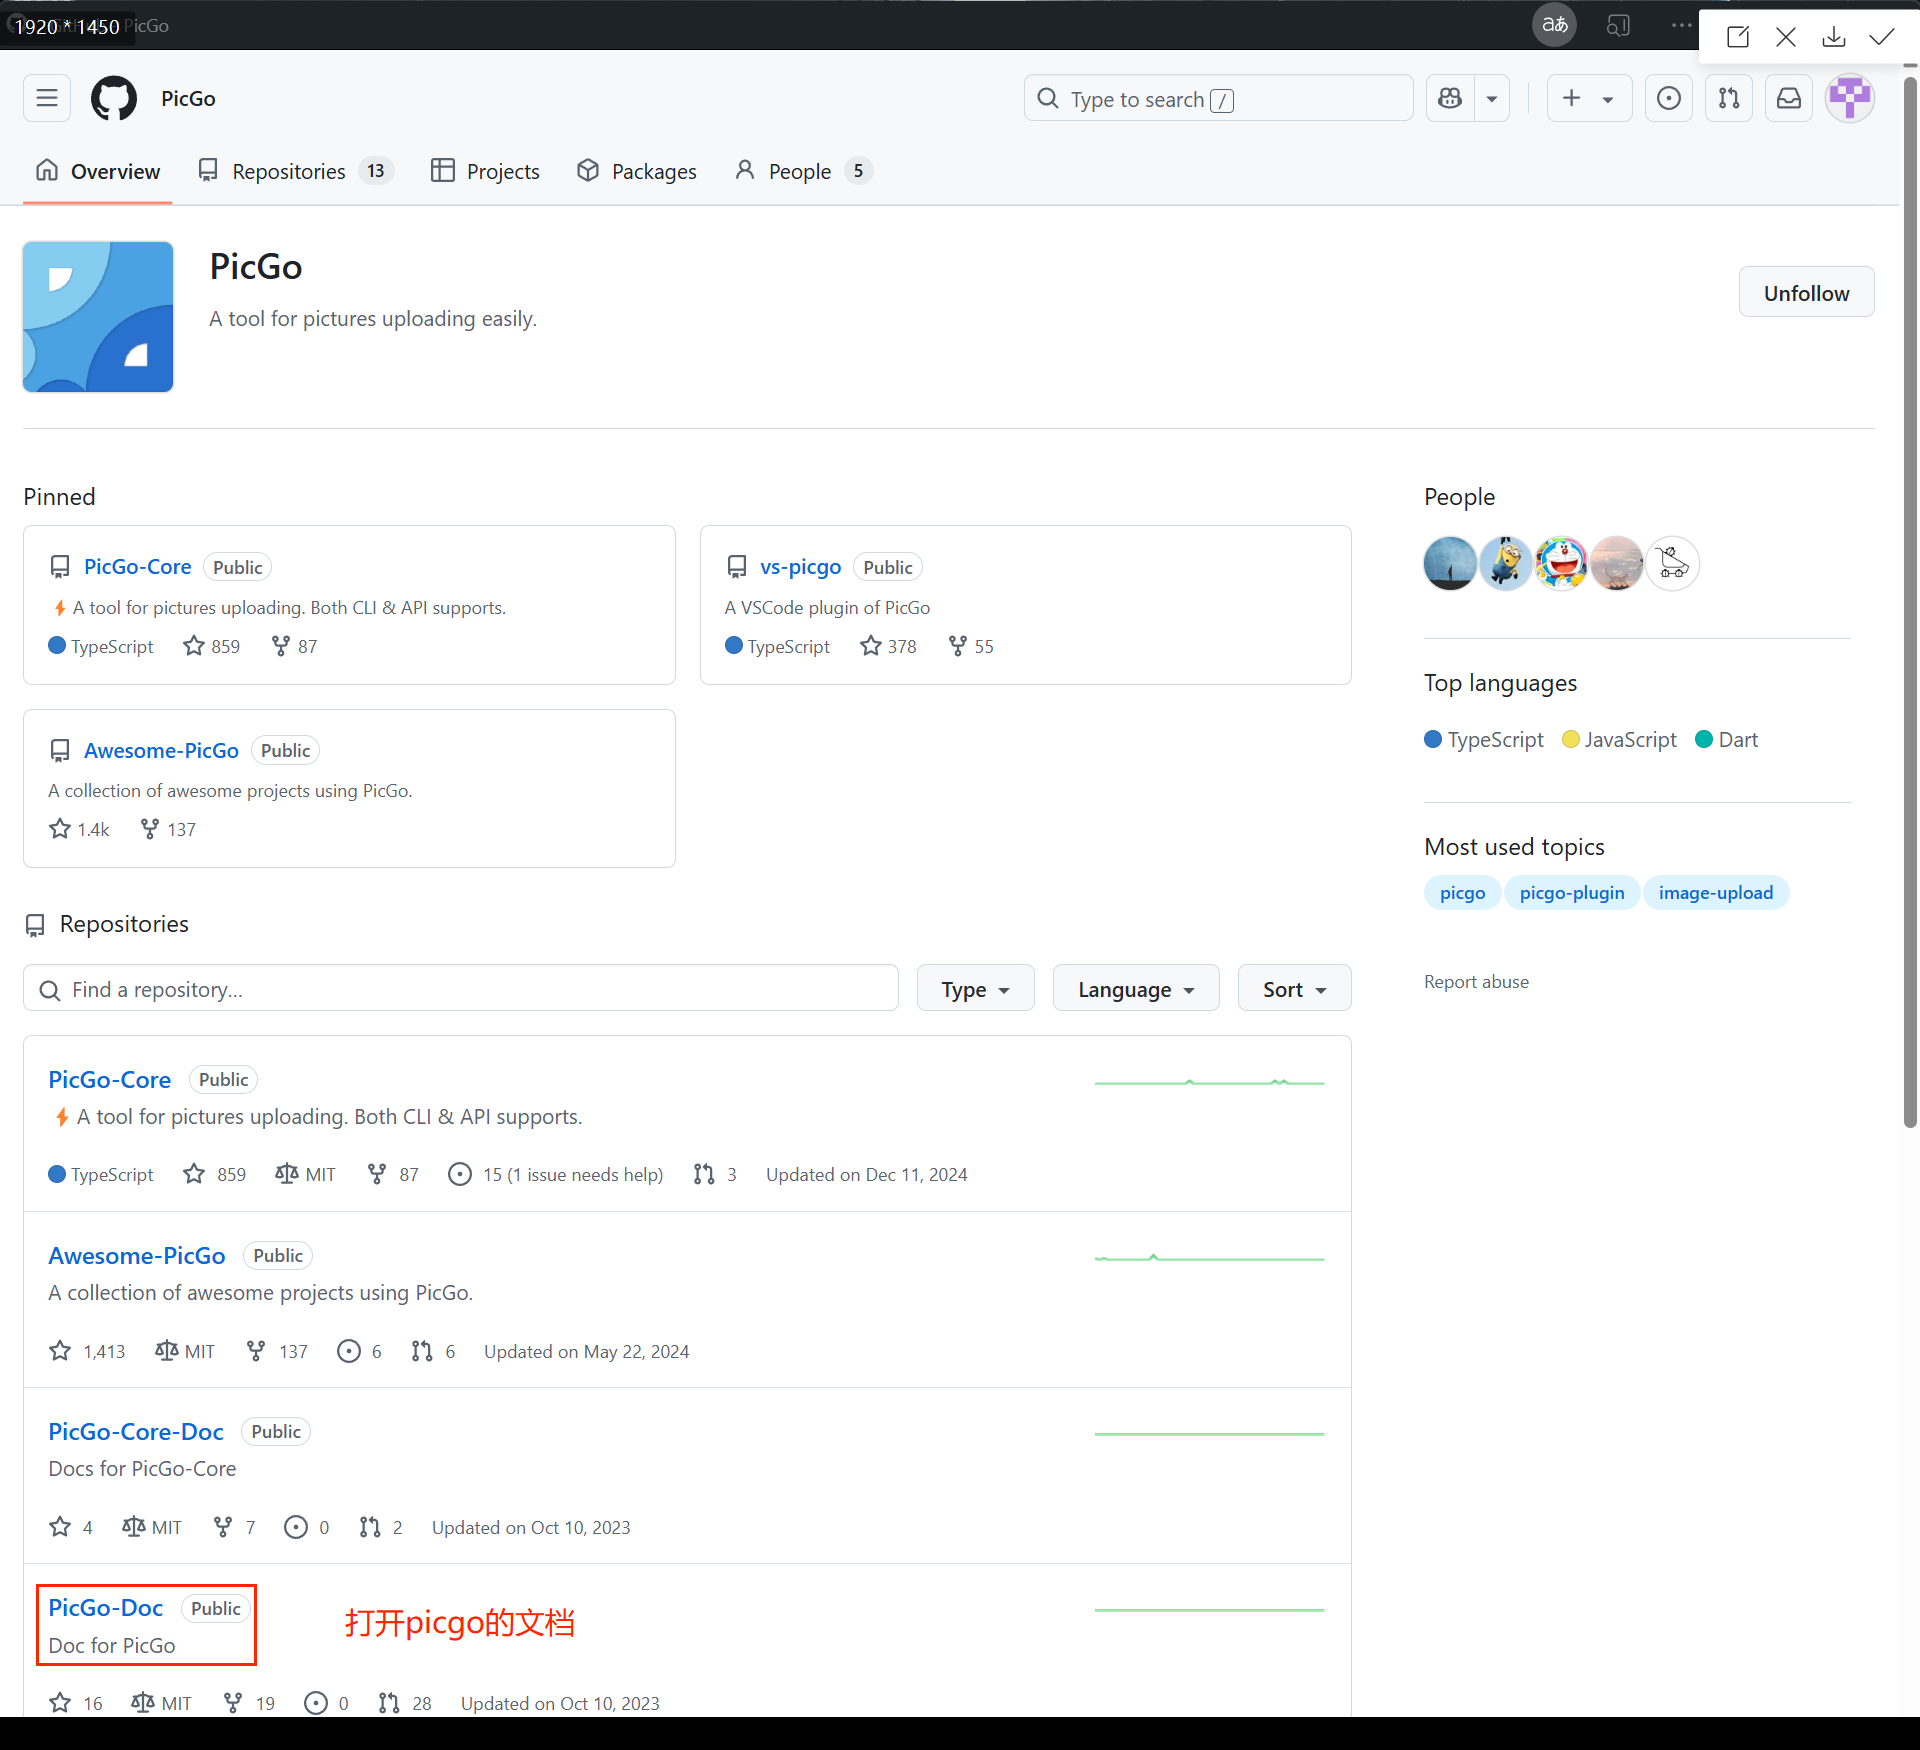 1920 * 1450
PicGo
PicGo
Type to search /
Overview
Repositories 13
Projects
Packages
People 5
PicGo
A tool for pictures uploading easily.
Unfollow
Pinned
PicGo-Core Public
A tool for pictures uploading. Both CLI & API supports.
TypeScript 859 87
vs-picgo Public
A VSCode plugin of PicGo
TypeScript 378 55
Awesome-PicGo Public
A collection of awesome projects using PicGo.
1.4k 137
People
Top languages
TypeScript JavaScript Dart
Most used topics
picgo picgo-plugin image-upload
Report abuse
Repositories
Find a repository...
Type
Language
Sort
PicGo-Core Public
A tool for pictures uploading. Both CLI & API supports.
TypeScript 859 MIT 87 15 (1 issue needs help) 3 Updated on Dec 11, 2024
Awesome-PicGo Public
A collection of awesome projects using PicGo.
1,413 MIT 137 6 6 Updated on May 22, 2024
PicGo-Core-Doc Public
Docs for PicGo-Core
4 MIT 7 0 2 Updated on Oct 10, 2023
PicGo-Doc Public
Doc for PicGo
打开picgo的文档
16 MIT 19 0 28 Updated on Oct 10, 2023